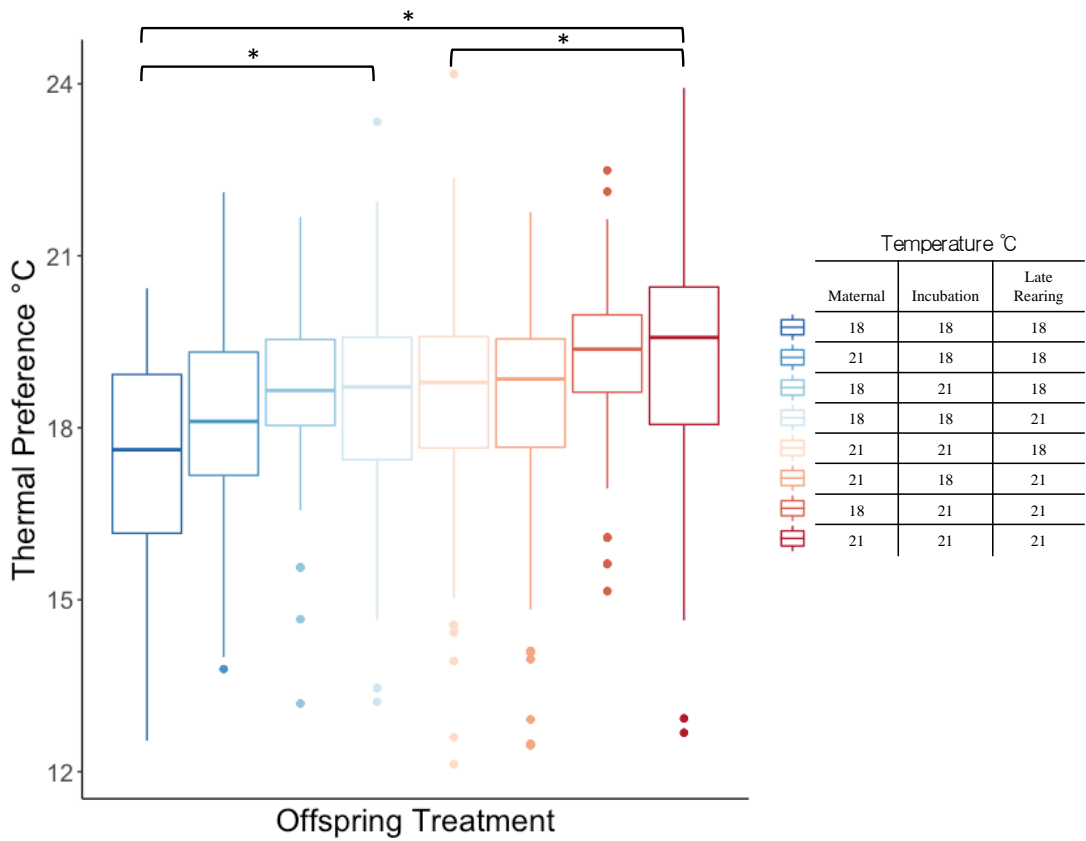 *
*
*
24
21
18
15
12
Thermal Preference °C
Offspring Treatment
Temperature °C
Maternal Incubation Late Rearing
18 18 18
21 18 18
18 21 18
18 18 21
21 21 18
21 18 21
18 21 21
21 21 21